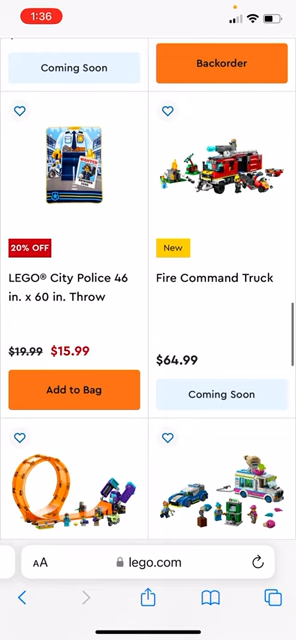 1:36
Coming Soon
Backorder
20% OFF
New
LEGO® City Police 46
in. x 60 in. Throw
Fire Command Truck
$19.99 $15.99
$64.99
Add to Bag
Coming Soon
AA
lego.com